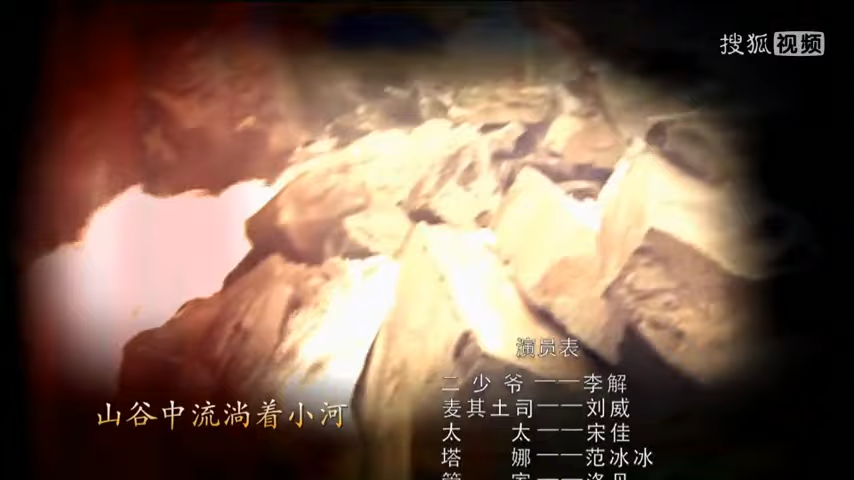 搜狐视频
演员表
二少爷——李解
麦其土司——刘威
太太——宋佳
塔娜——范冰冰
山谷中流淌着小河